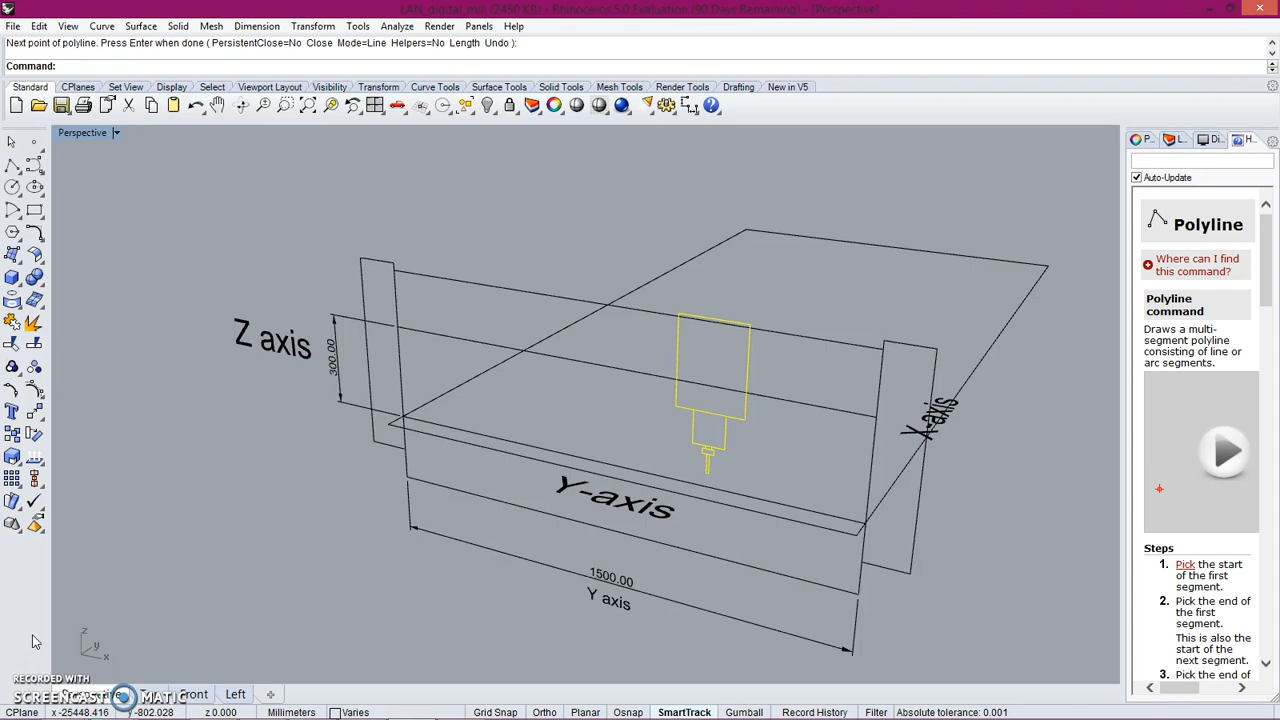 LAN_digital_mill (2450 KB) - Rhinoceros 5.0 Evaluation (90 Days Remaining) - [Perspective]
File Edit View Curve Surface Solid Mesh Dimension Transform Tools Analyze Render Panels Help
Next point of polyline. Press Enter when done ( PersistentClose=No Close Mode=Line Helpers=No Length Undo ):
Command:
Standard CPlanes Set View Display Select Viewport Layout Visibility Transform Curve Tools Surface Tools Solid Tools Mesh Tools Render Tools Drafting New in V5
Perspective
P... L... Di... H...
Auto-Update
Polyline
Where can I find
this command?
Polyline
command
Draws a multi-
segment polyline
consisting of line or
arc segments.
Z axis
300.00
X-axis
Y-axis
1500.00
Y axis
Steps
1. Pick the start
of the first
segment.
2. Pick the end of
the first
segment.
This is also the
start of the
next segment.
3. Pick the end of
z
y
x
RECORDED WITH
SCREENCAST MATIC
Front Left
CPlane x -25448.416 y -802.028 z 0.000 Millimeters Varies Grid Snap Ortho Planar Osnap SmartTrack Gumball Record History Filter Absolute tolerance: 0.001